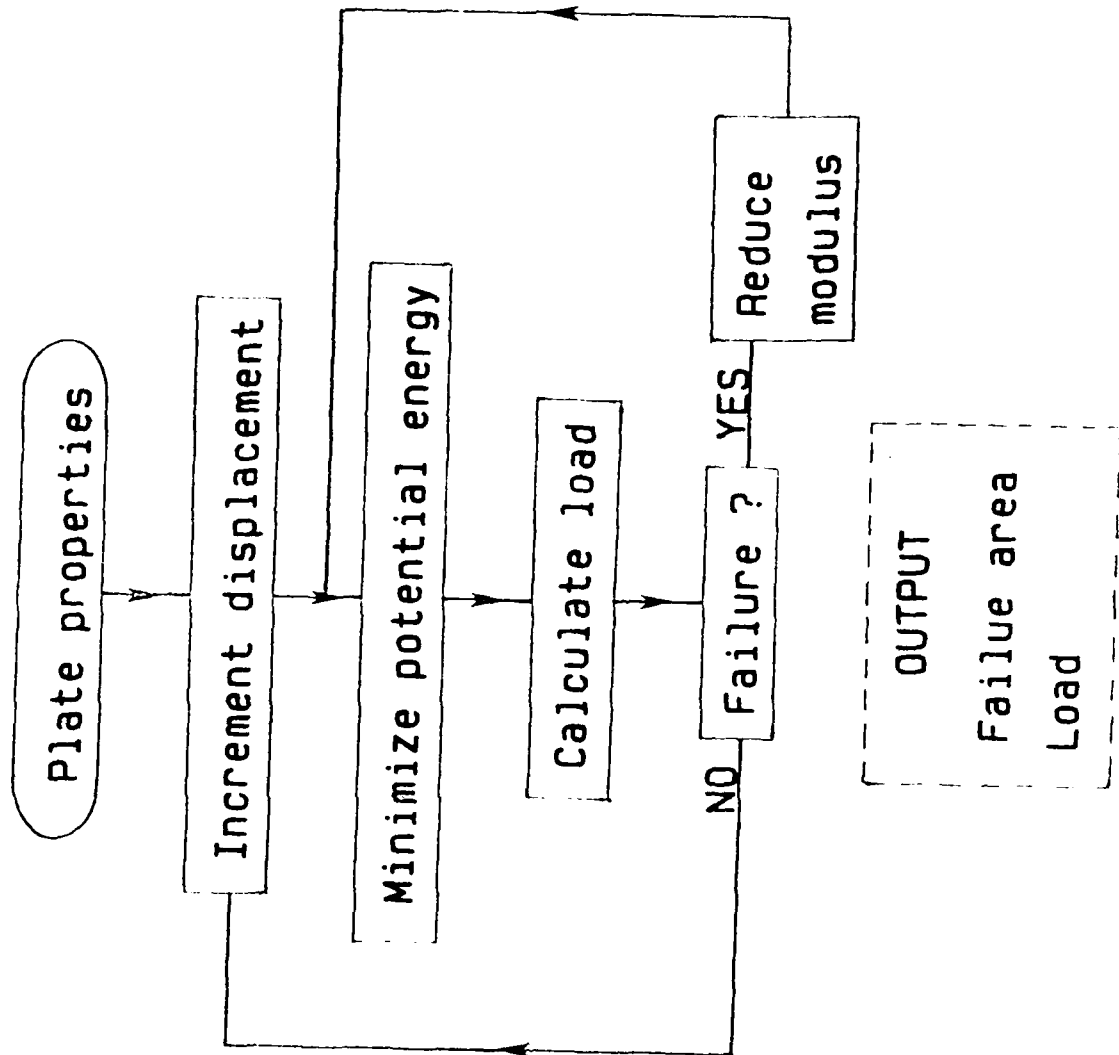 Plate properties
Increment displacement
Minimize potential energy
Calculate load
Failure ?
NO
YES
Reduce
modulus
OUTPUT
Failue area
Load